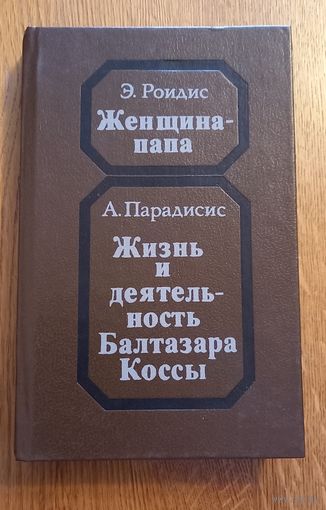 Э. Роидис
Женщина-
папа
А. Парадисис
Жизнь
и
деятель-
ность
Балтазара
Коссы